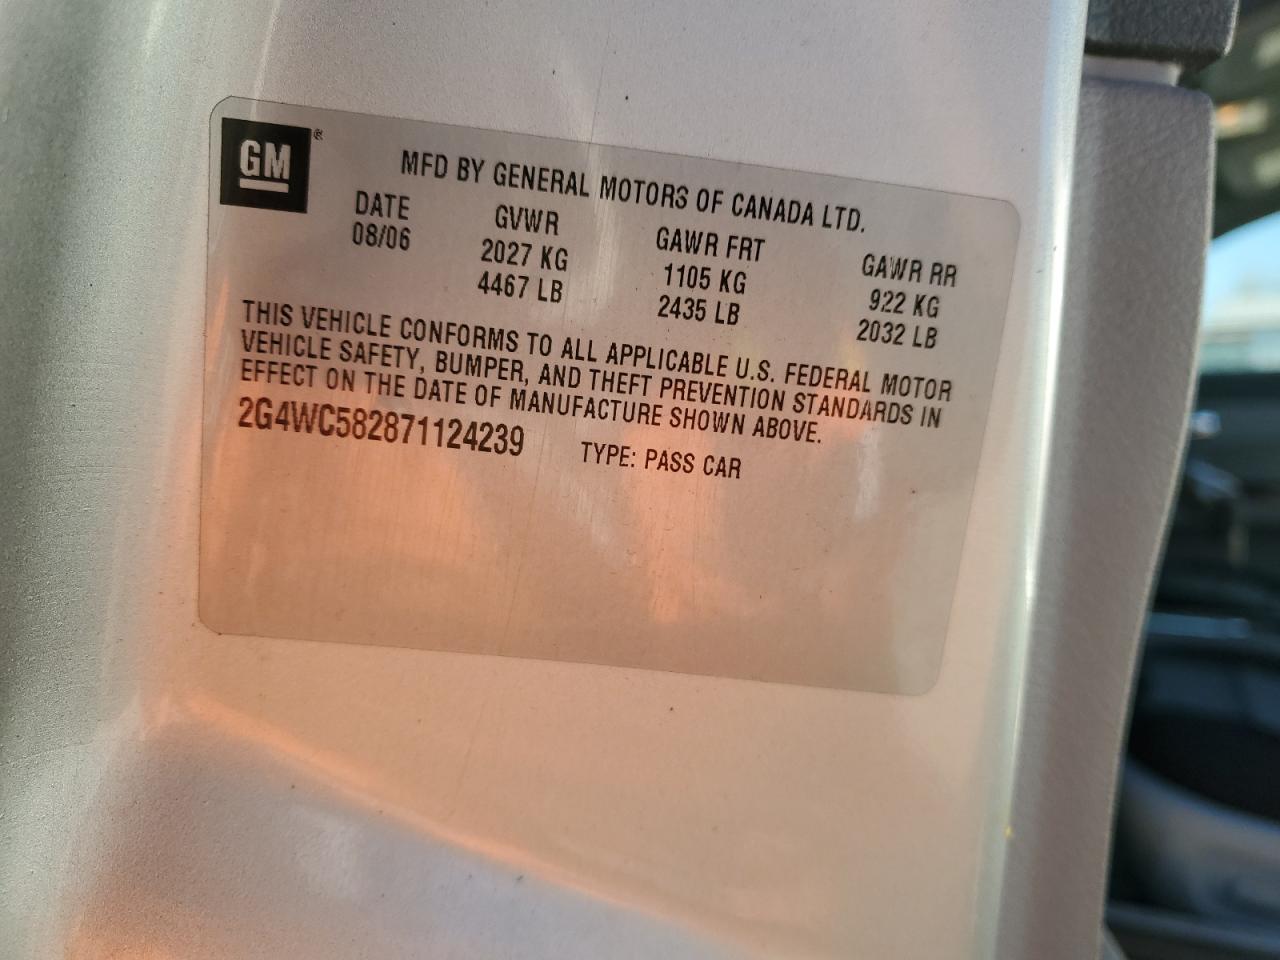 GM®
MFD BY GENERAL MOTORS OF CANADA LTD.
DATE GVWR GAWR FRT GAWR RR
08/06 2027 KG 1105 KG 922 KG
4467 LB 2435 LB 2032 LB
THIS VEHICLE CONFORMS TO ALL APPLICABLE U.S. FEDERAL MOTOR
VEHICLE SAFETY, BUMPER, AND THEFT PREVENTION STANDARDS IN
EFFECT ON THE DATE OF MANUFACTURE SHOWN ABOVE.
2G4WC582871124239 TYPE: PASS CAR